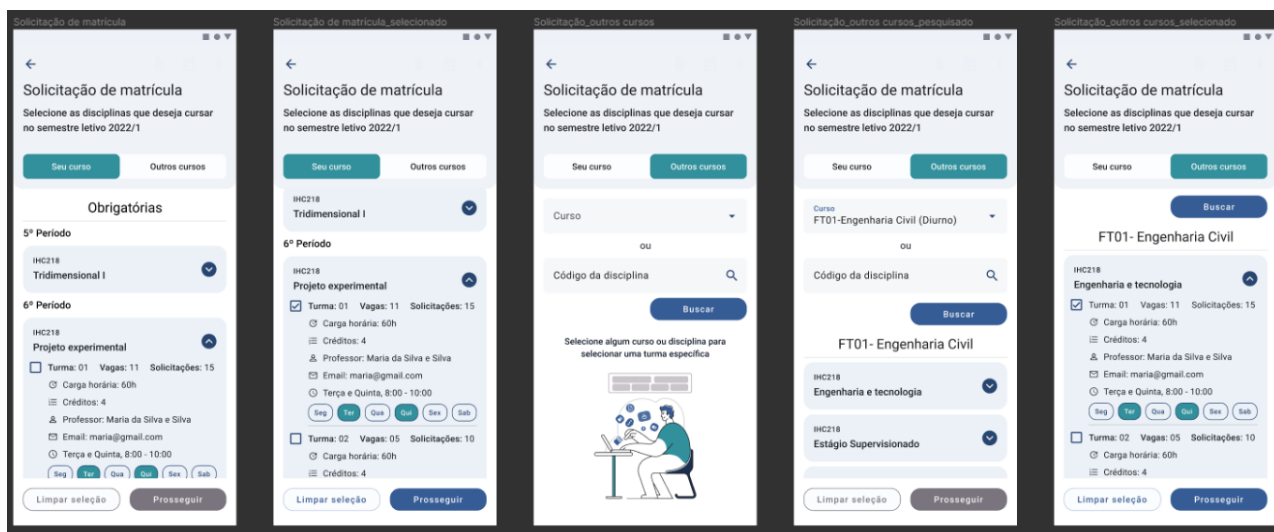 Solicitação de matrícula
←
Solicitação de matrícula
Selecione as disciplinas que deseja cursar
no semestre letivo 2022/1
Seu curso Outros cursos
Obrigatórias
5º Período
IHC218
Tridimensional I
6º Período
IHC218
Projeto experimental
Turma: 01 Vagas: 11 Solicitações: 15
Carga horária: 60h
Créditos: 4
Professor: Maria da Silva e Silva
Email: maria@gmail.com
Terça e Quinta, 8:00 - 10:00
Seg Ter Qua Qui Sex Sab
Limpar seleção Prosseguir
Solicitação de matrícula_selecionado
←
Solicitação de matrícula
Selecione as disciplinas que deseja cursar
no semestre letivo 2022/1
Seu curso Outros cursos
IHC218
Tridimensional I
6º Período
IHC218
Projeto experimental
Turma: 01 Vagas: 11 Solicitações: 15
Carga horária: 60h
Créditos: 4
Professor: Maria da Silva e Silva
Email: maria@gmail.com
Terça e Quinta, 8:00 - 10:00
Seg Ter Qua Qui Sex Sab
Turma: 02 Vagas: 05 Solicitações: 10
Carga horária: 60h
Créditos: 4
Limpar seleção Prosseguir
Solicitação_outros cursos
←
Solicitação de matrícula
Selecione as disciplinas que deseja cursar
no semestre letivo 2022/1
Seu curso Outros cursos
Curso
ou
Código da disciplina
Buscar
Selecione algum curso ou disciplina para
selecionar uma turma específica
Solicitação_outros cursos_pesquisado
←
Solicitação de matrícula
Selecione as disciplinas que deseja cursar
no semestre letivo 2022/1
Seu curso Outros cursos
Curso
FT01-Engenharia Civil (Diurno)
ou
Código da disciplina
Buscar
FT01- Engenharia Civil
IHC218
Engenharia e tecnologia
IHC218
Estágio Supervisionado
Limpar seleção Prosseguir
Solicitação_outros cursos_selecionado
←
Solicitação de matrícula
Selecione as disciplinas que deseja cursar
no semestre letivo 2022/1
Seu curso Outros cursos
Buscar
FT01- Engenharia Civil
IHC218
Engenharia e tecnologia
Turma: 01 Vagas: 11 Solicitações: 15
Carga horária: 60h
Créditos: 4
Professor: Maria da Silva e Silva
Email: maria@gmail.com
Terça e Quinta, 8:00 - 10:00
Seg Ter Qua Qui Sex Sab
Turma: 02 Vagas: 05 Solicitações: 10
Carga horária: 60h
Créditos: 4
Limpar seleção Prosseguir